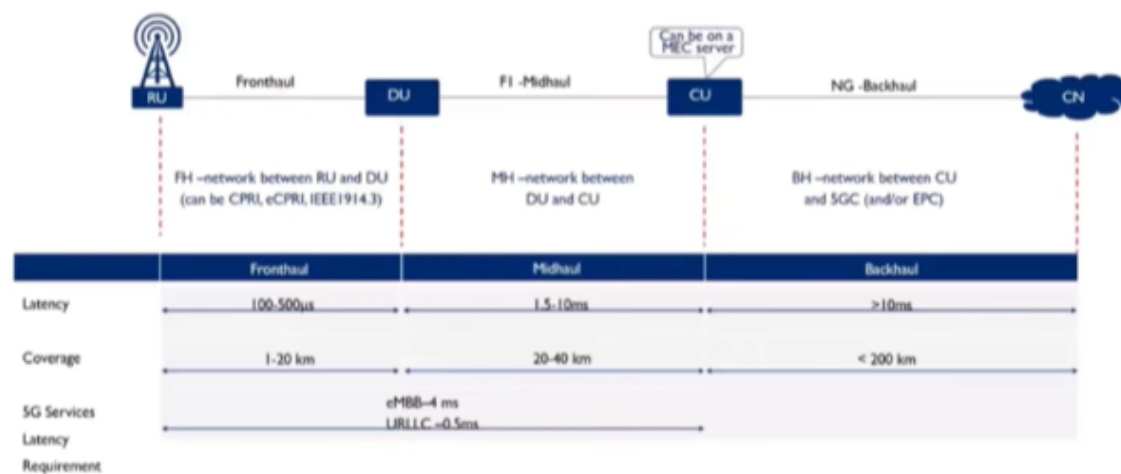 Can be on a
MEC server
Fronthaul
F1 -Midhaul
NG -Backhaul
RU
DU
CU
CN
FH –network between RU and DU
(can be CPRI, eCPRI, IEEE1914.3)
MH –network between
DU and CU
BH –network between CU
and 5GC (and/or EPC)
Fronthaul Midhaul Backhaul
Latency 100-500µs 1.5-10ms >10ms
Coverage 1-20 km 20-40 km < 200 km
eMBB–4 ms
URLLC –0.5ms
5G Services
Latency
Requirement